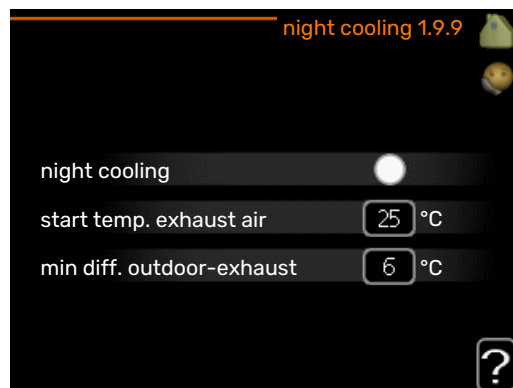 night cooling 1.9.9
night cooling
start temp. exhaust air 25 °C
min diff. outdoor-exhaust 6 °C
?